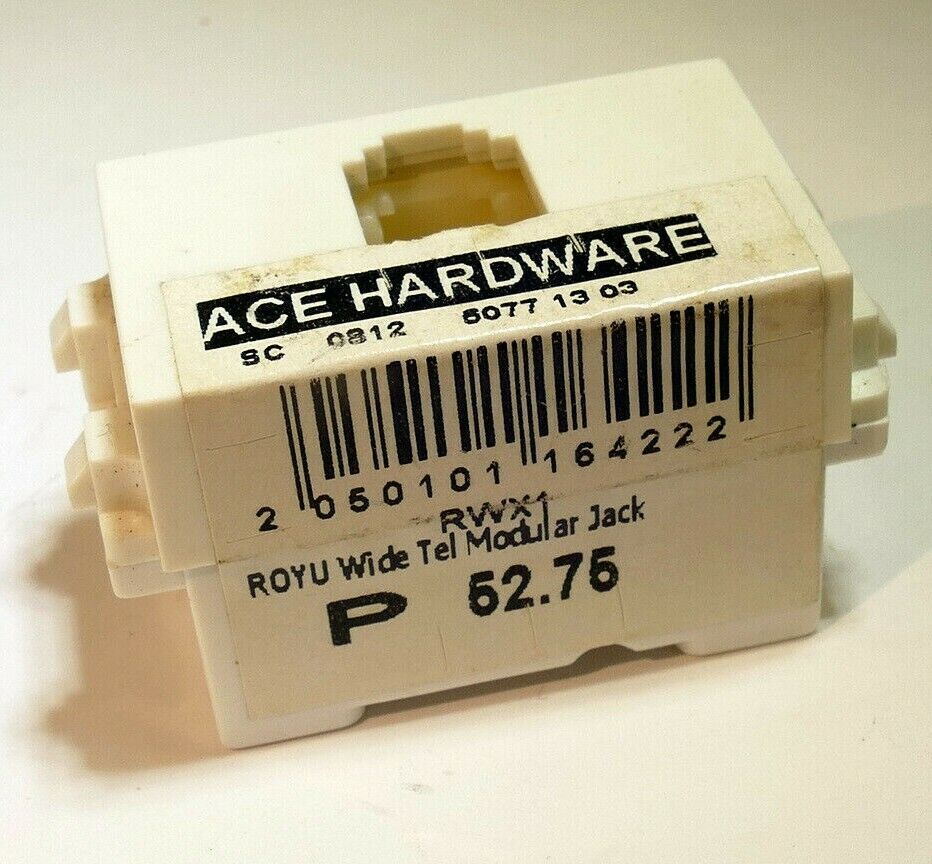 ACE HARDWARE
SC 0812 5077 13 03
2 050101 164222
RWX1
ROYU Wide Tel Modular Jack
P 52.75